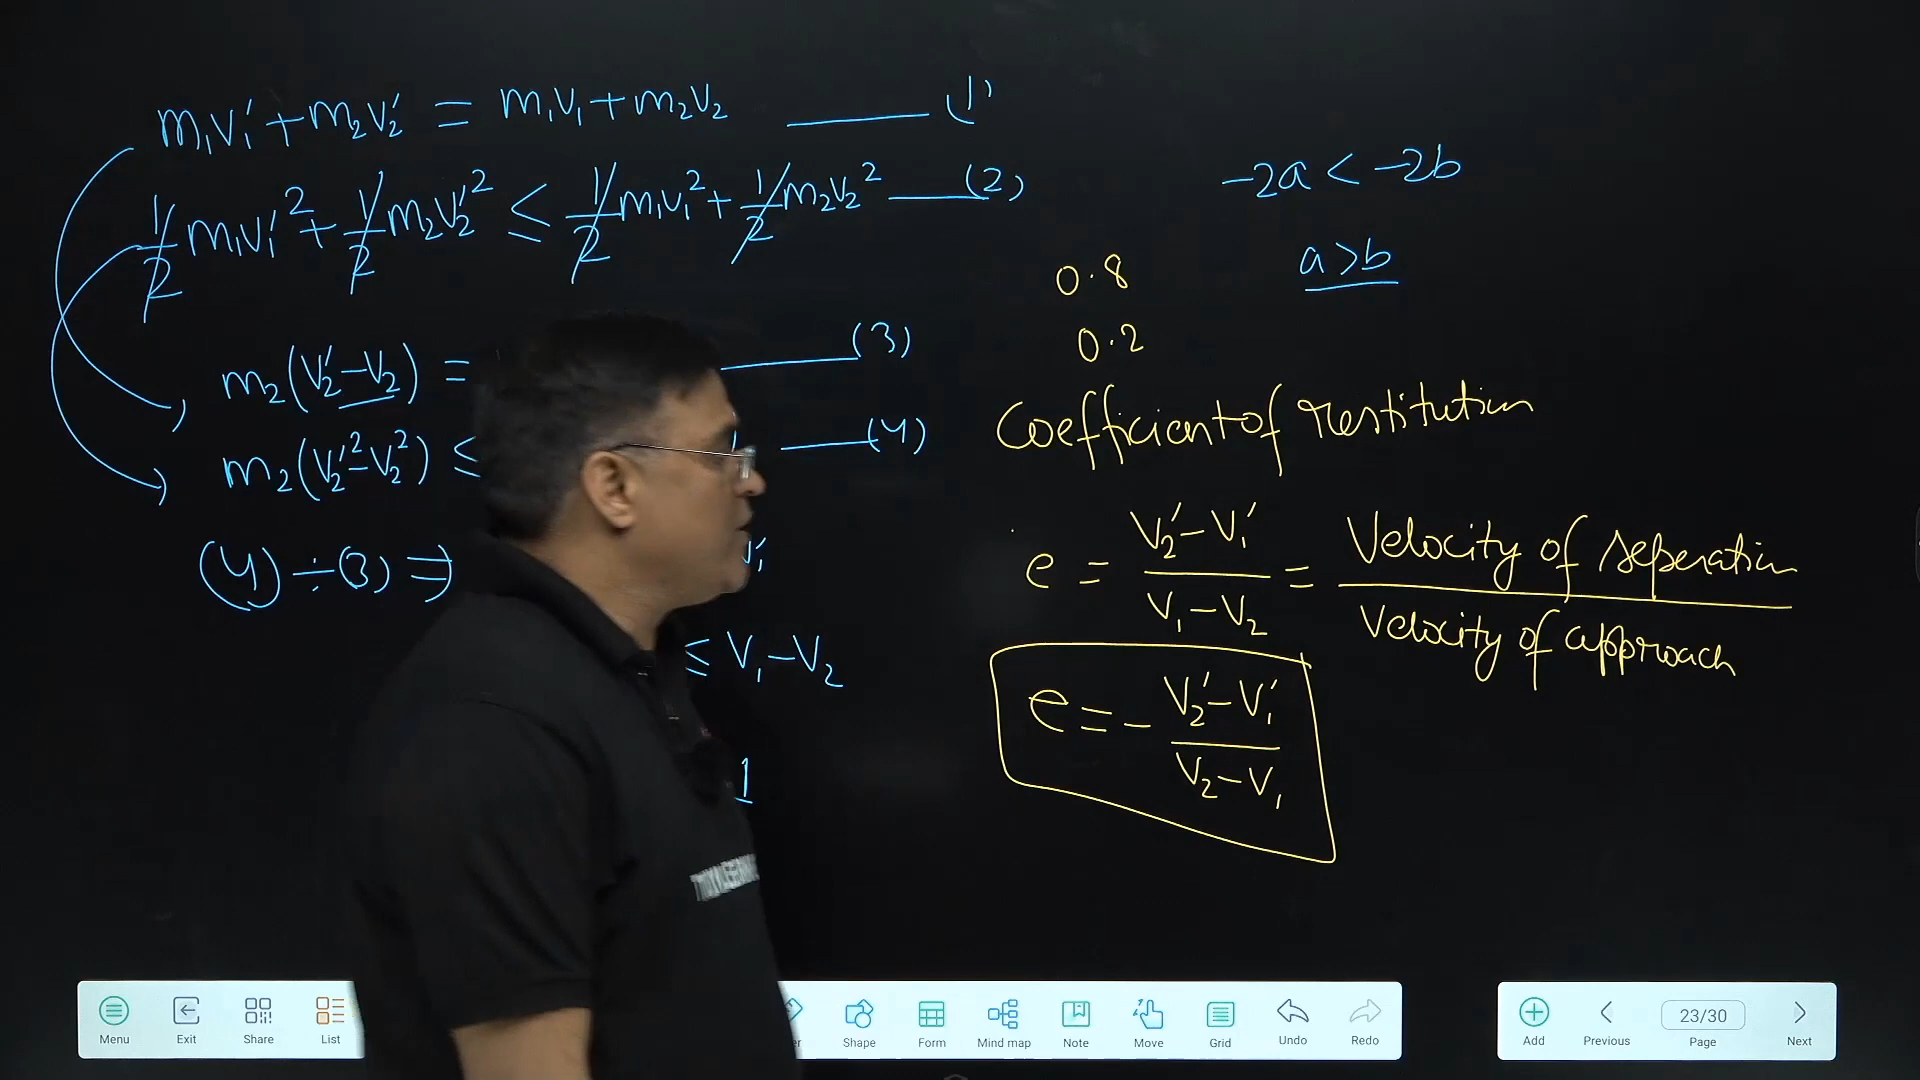 m₁v₁′ + m₂v₂′ = m₁v₁ + m₂v₂ —— (1)
½m₁v₁′² + ½m₂v₂′² ≤ ½m₁v₁² + ½m₂v₂² —— (2)
m₂(v₂′ – v₂) = —— (3)
m₂(v₂′² – v₂²) ≤ —— (4)
(4) ÷ (3) ⇒ v₁′
≤ v₁ – v₂
1
-2a < -2b
a > b
0.8
0.2
Coefficient of restitution
e = (v₂′ – v₁′)/(v₁ – v₂) = Velocity of seperation / Velocity of approach
e = – (v₂′ – v₁′)/(v₂ – v₁)
Menu Exit Share List Shape Form Mind map Note Move Grid Undo Redo
Add Previous 23/30 Page Next